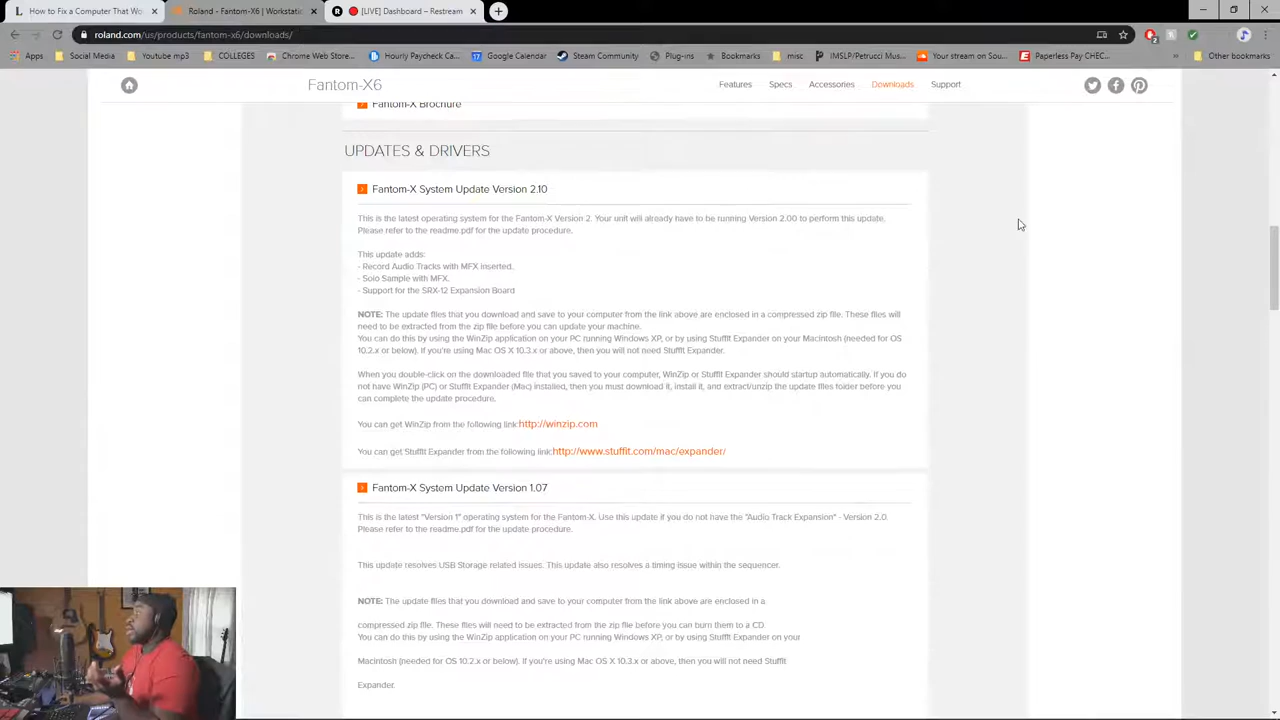 How to Fix a Computer That Wo
Roland - Fantom-X6 | Workstatio
[LIVE] Dashboard - Restream
roland.com/us/products/fantom-x6/downloads/
Apps
Social Media
Youtube mp3
COLLEGES
Amazon.com
Hourly Paycheck Ca...
Google Calendar
Steam Community
Plug-ins
Bookmarks
misc
IMSLP/Petrucci Mus...
Your stream on Sou...
Paperless Pay CHEC...
Other bookmarks
Fantom-X6
Features
Specs
Accessories
Downloads
Support
Fantom-X Brochure
UPDATES & DRIVERS
Fantom-X System Update Version 2.10
This is the latest operating system for the Fantom-X Version 2. Your unit will already have to be running Version 2.00 to perform this update.
Please refer to the readme.pdf for the update procedure.
This update adds:
- Record Audio Tracks with MFX inserted.
- Solo Sample with MFX.
- Support for the SRX-12 Expansion Board
NOTE: The update files that you download and save to your computer from the link above are enclosed in a compressed zip file. These files will
need to be extracted from the zip file before you can update your machine.
You can do this by using the WinZip application on your PC running Windows XP, or by using StuffIt Expander on your Macintosh (needed for OS
10.2.x or below). If you're using Mac OS X 10.3.x or above, then you will not need StuffIt Expander.
When you double-click on the downloaded file that you saved to your computer, WinZip or StuffIt Expander should startup automatically. If you do
not have WinZip (PC) or StuffIt Expander (Mac) installed, then you must download it, install it, and extract/unzip the update files folder before you
can complete the update procedure.
You can get WinZip from the following link:http://winzip.com
You can get StuffIt Expander from the following link:http://www.stuffit.com/mac/expander/
Fantom-X System Update Version 1.07
This is the latest "Version 1" operating system for the Fantom-X. Use this update if you do not have the "Audio Track Expansion" - Version 2.0.
Please refer to the readme.pdf for the update procedure.
This update resolves USB Storage related issues. This update also resolves a timing issue within the sequencer.
NOTE: The update files that you download and save to your computer from the link above are enclosed in a
compressed zip file. These files will need to be extracted from the zip file before you can burn them to a CD.
You can do this by using the WinZip application on your PC running Windows XP, or by using StuffIt Expander on your
Macintosh (needed for OS 10.2.x or below). If you're using Mac OS X 10.3.x or above, then you will not need StuffIt
Expander.